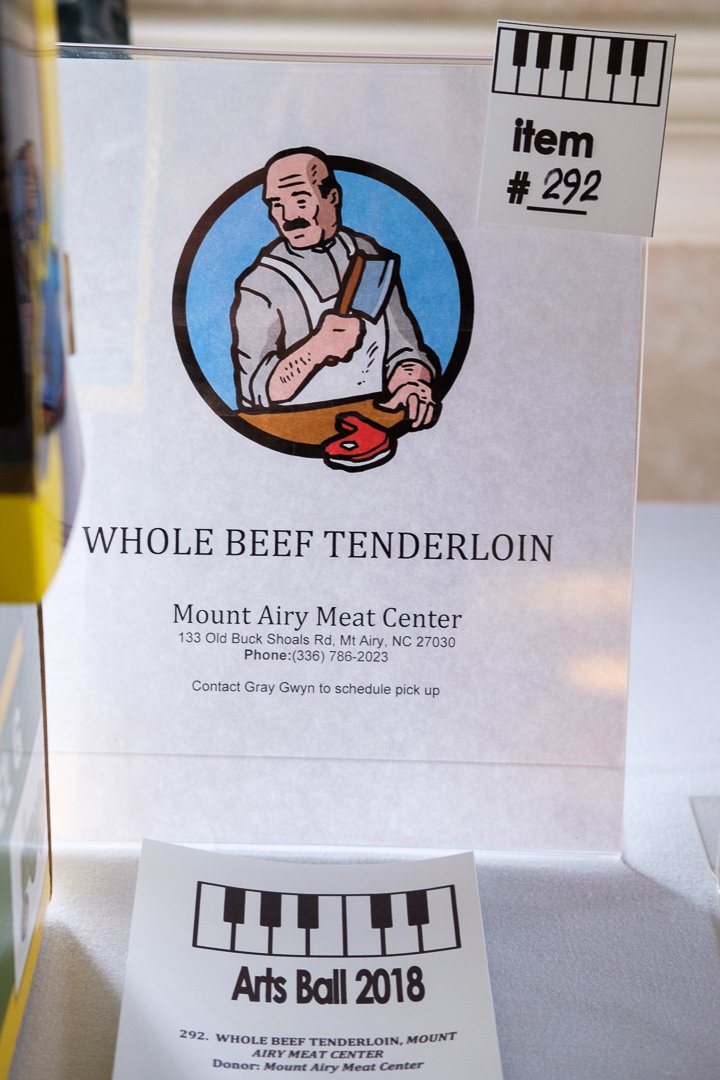 item
# 292
WHOLE BEEF TENDERLOIN
Mount Airy Meat Center
133 Old Buck Shoals Rd, Mt Airy, NC 27030
Phone:(336) 786-2023
Contact Gray Gwyn to schedule pick up
Arts Ball 2018
292. WHOLE BEEF TENDERLOIN, MOUNT
AIRY MEAT CENTER
Donor: Mount Airy Meat Center